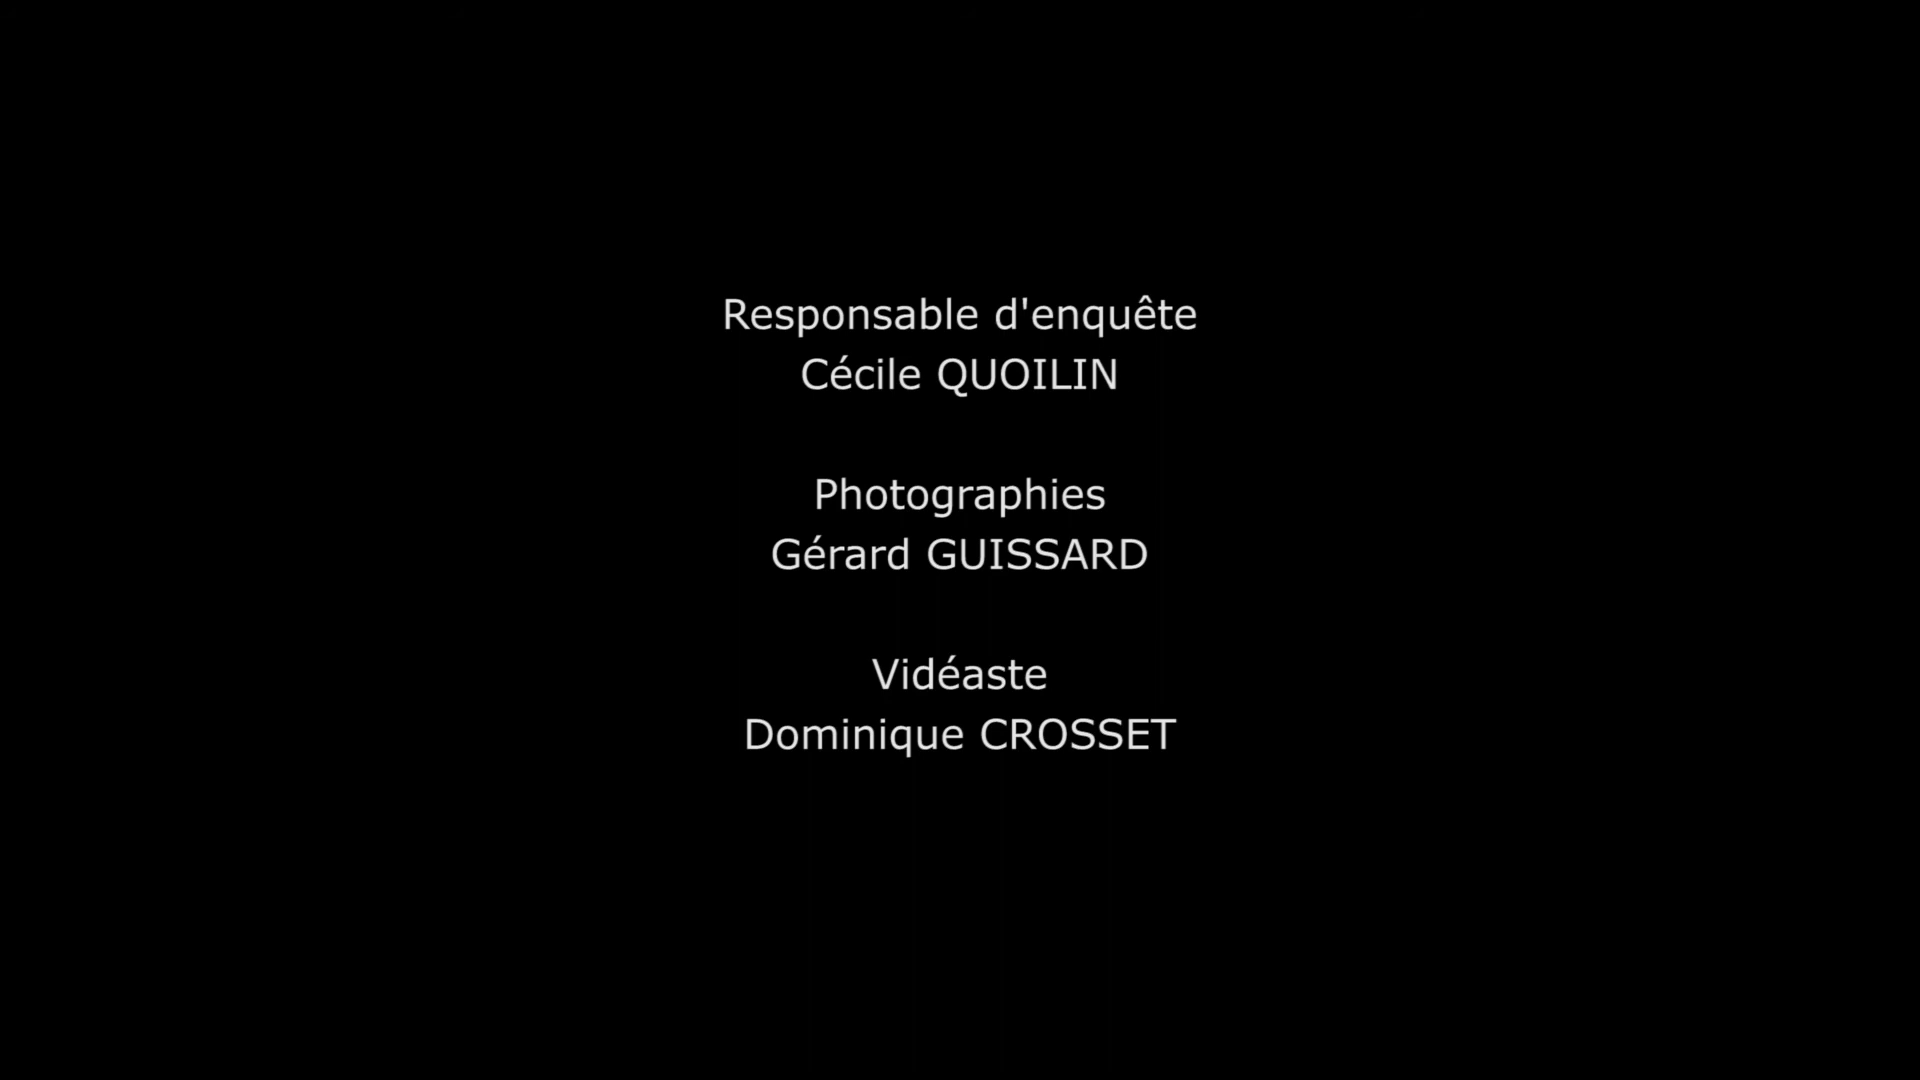 Responsable d'enquête
Cécile QUOILIN
Photographies
Gérard GUISSARD
Vidéaste
Dominique CROSSET